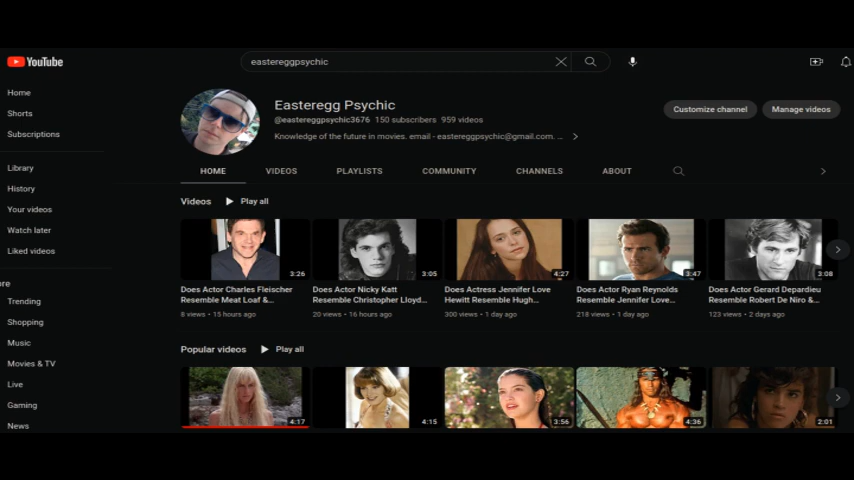 YouTube
eastereggpsychic
Home
Shorts
Subscriptions
Library
History
Your videos
Watch later
Liked videos
ore
Trending
Shopping
Music
Movies & TV
Live
Gaming
News
Easteregg Psychic
@eastereggpsychic3676 150 subscribers 959 videos
Knowledge of the future in movies. email - eastereggpsychic@gmail.com. ...
Customize channel
Manage videos
HOME VIDEOS PLAYLISTS COMMUNITY CHANNELS ABOUT
Videos Play all
3:26 3:05 4:27 3:47 3:08
Does Actor Charles Fleischer
Resemble Meat Loaf &...
8 views • 15 hours ago
Does Actor Nicky Katt
Resemble Christopher Lloyd...
20 views • 16 hours ago
Does Actress Jennifer Love
Hewitt Resemble Hugh...
300 views • 1 day ago
Does Actor Ryan Reynolds
Resemble Jennifer Love...
218 views • 1 day ago
Does Actor Gerard Depardieu
Resemble Robert De Niro &...
123 views • 2 days ago
Popular videos Play all
4:17 4:15 3:56 4:36 2:01